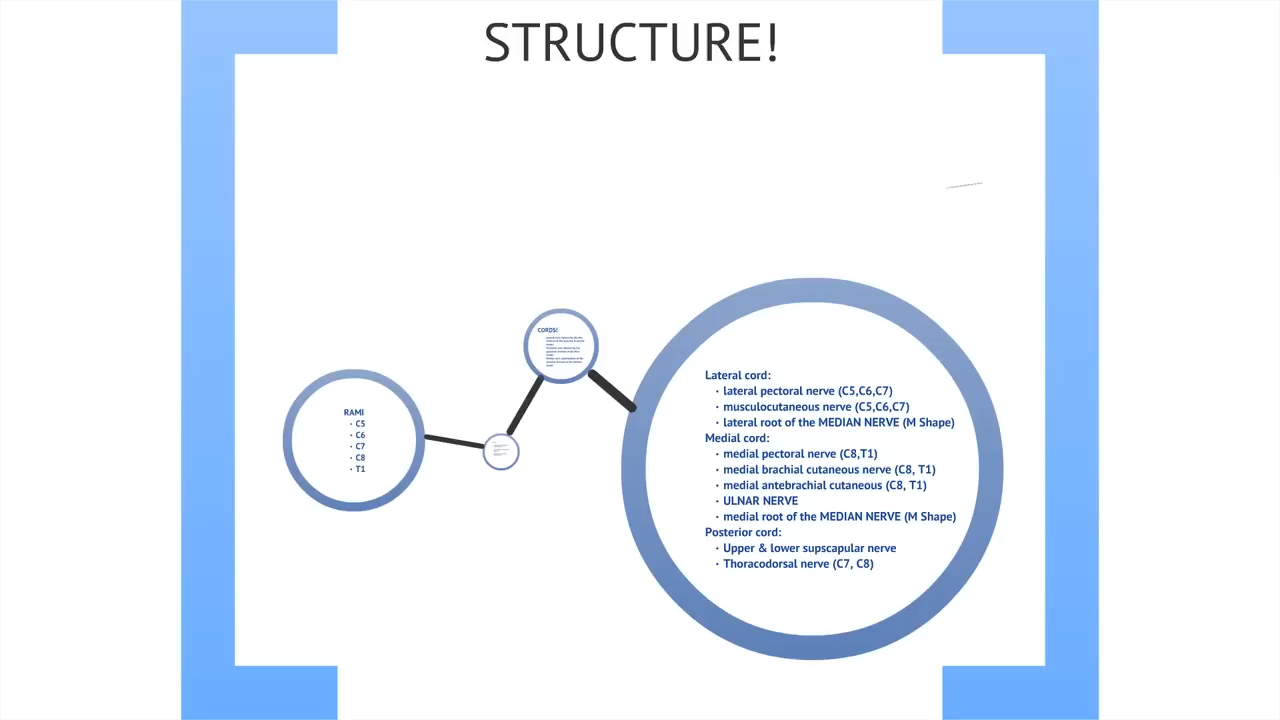 STRUCTURE!
RAMI
· C5
· C6
· C7
· C8
· T1
CORDS!
Lateral cord:
· lateral pectoral nerve (C5,C6,C7)
· musculocutaneous nerve (C5,C6,C7)
· lateral root of the MEDIAN NERVE (M Shape)
Medial cord:
· medial pectoral nerve (C8,T1)
· medial brachial cutaneous nerve (C8, T1)
· medial antebrachial cutaneous (C8, T1)
· ULNAR NERVE
· medial root of the MEDIAN NERVE (M Shape)
Posterior cord:
· Upper & lower supscapular nerve
· Thoracodorsal nerve (C7, C8)